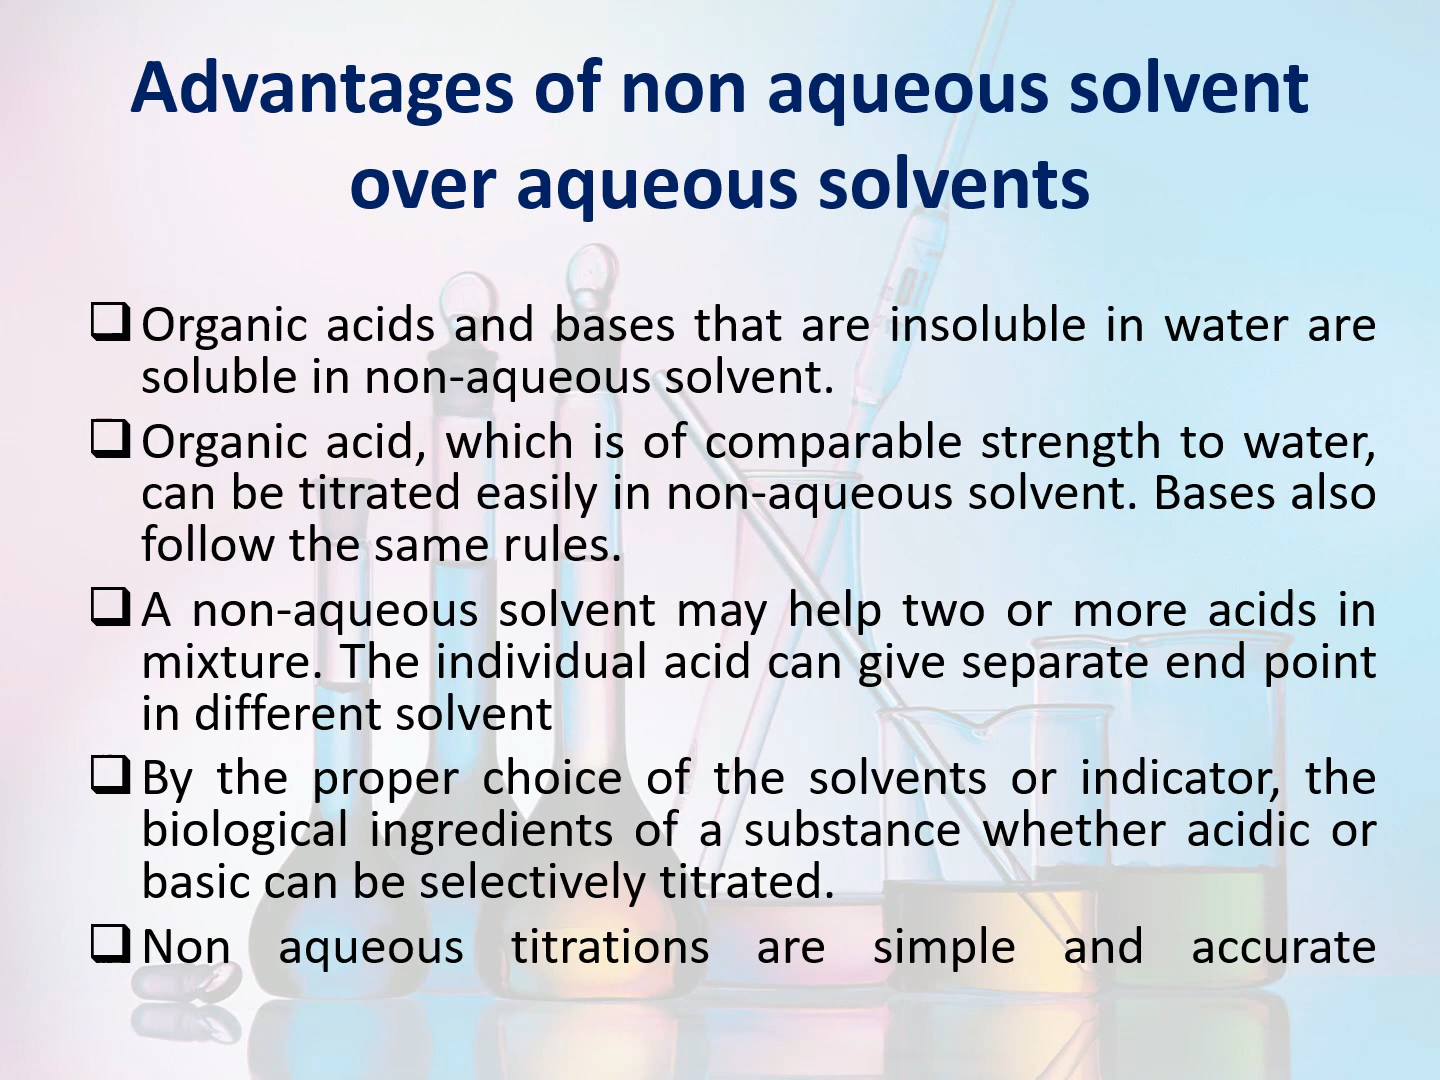 Advantages of non aqueous solvent
over aqueous solvents
❑Organic acids and bases that are insoluble in water are
soluble in non-aqueous solvent.
❑Organic acid, which is of comparable strength to water,
can be titrated easily in non-aqueous solvent. Bases also
follow the same rules.
❑A non-aqueous solvent may help two or more acids in
mixture. The individual acid can give separate end point
in different solvent
❑By the proper choice of the solvents or indicator, the
biological ingredients of a substance whether acidic or
basic can be selectively titrated.
❑Non aqueous titrations are simple and accurate